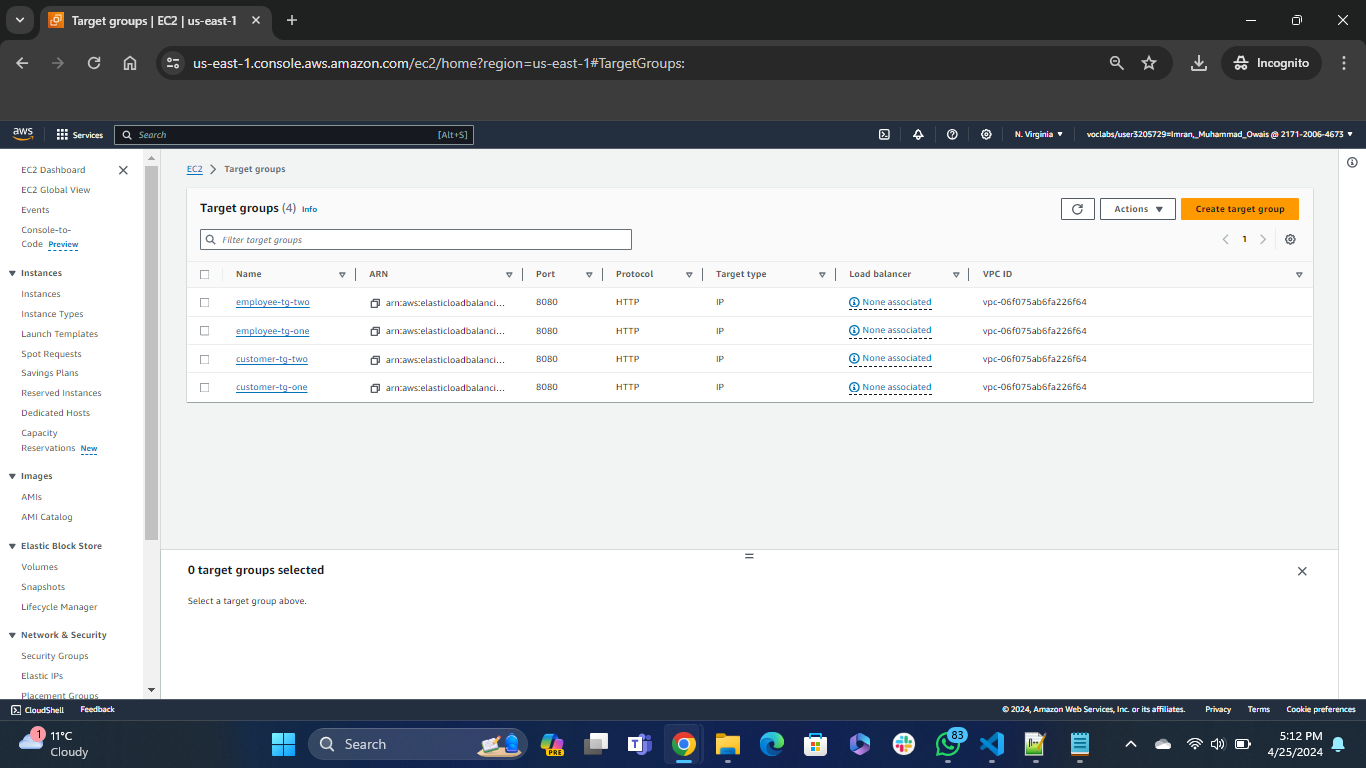 Target groups | EC2 | us-east-1
us-east-1.console.aws.amazon.com/ec2/home?region=us-east-1#TargetGroups:
Incognito
aws
Services
Search
[Alt+S]
N. Virginia
voclabs/user3205729=Imran,_Muhammad_Owais @ 2171-2006-4673
EC2 Dashboard
EC2 Global View
Events
Console-to-
Code Preview
Instances
Instances
Instance Types
Launch Templates
Spot Requests
Savings Plans
Reserved Instances
Dedicated Hosts
Capacity
Reservations New
Images
AMIs
AMI Catalog
Elastic Block Store
Volumes
Snapshots
Lifecycle Manager
Network & Security
Security Groups
Elastic IPs
Placement Groups
EC2 Target groups
Target groups (4) Info
Actions
Create target group
Filter target groups
1
Name ARN Port Protocol Target type Load balancer VPC ID
employee-tg-two arn:aws:elasticloadbalanci... 8080 HTTP IP None associated vpc-06f075ab6fa226f64
employee-tg-one arn:aws:elasticloadbalanci... 8080 HTTP IP None associated vpc-06f075ab6fa226f64
customer-tg-two arn:aws:elasticloadbalanci... 8080 HTTP IP None associated vpc-06f075ab6fa226f64
customer-tg-one arn:aws:elasticloadbalanci... 8080 HTTP IP None associated vpc-06f075ab6fa226f64
0 target groups selected
Select a target group above.
CloudShell Feedback
© 2024, Amazon Web Services, Inc. or its affiliates. Privacy Terms Cookie preferences
1
11°C
Cloudy
Search
PRE
83
5:12 PM
4/25/2024